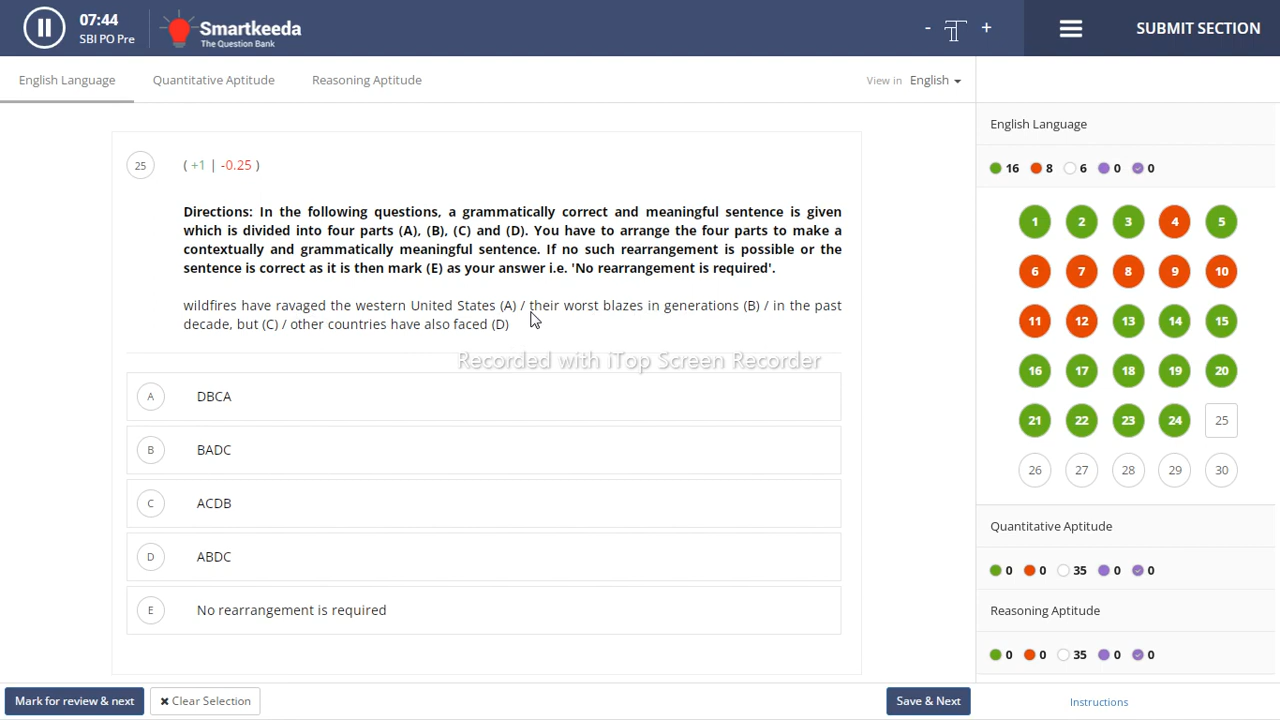 07:44
SBI PO Pre
Smartkeeda
The Question Bank
- T +
SUBMIT SECTION
English Language
Quantitative Aptitude
Reasoning Aptitude
View in English
25
( +1 | -0.25 )
Directions: In the following questions, a grammatically correct and meaningful sentence is given
which is divided into four parts (A), (B), (C) and (D). You have to arrange the four parts to make a
contextually and grammatically meaningful sentence. If no such rearrangement is possible or the
sentence is correct as it is then mark (E) as your answer i.e. 'No rearrangement is required'.
wildfires have ravaged the western United States (A) / their worst blazes in generations (B) / in the past
decade, but (C) / other countries have also faced (D)
Recorded with iTop Screen Recorder
A DBCA
B BADC
C ACDB
D ABDC
E No rearrangement is required
Mark for review & next
Clear Selection
Save & Next
English Language
16 8 6 0 0
1 2 3 4 5
6 7 8 9 10
11 12 13 14 15
16 17 18 19 20
21 22 23 24 25
26 27 28 29 30
Quantitative Aptitude
0 0 35 0 0
Reasoning Aptitude
0 0 35 0 0
Instructions